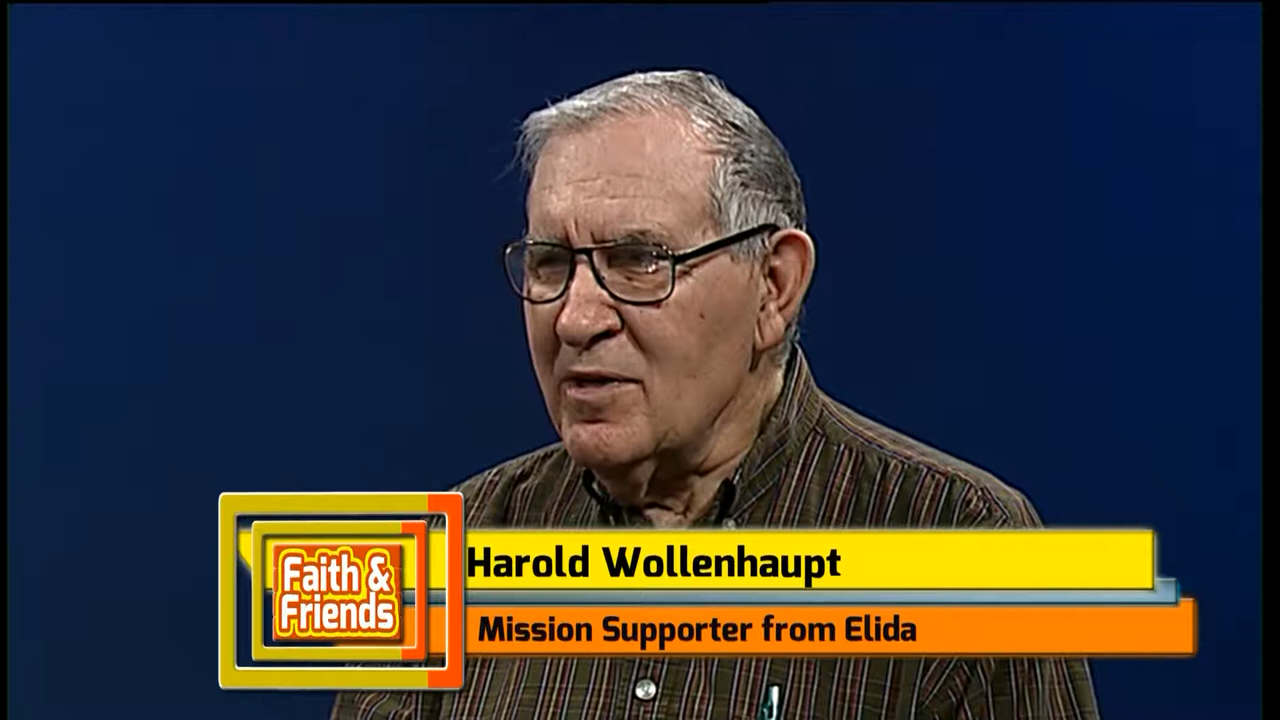 Faith &
Friends
Harold Wollenhaupt
Mission Supporter from Elida